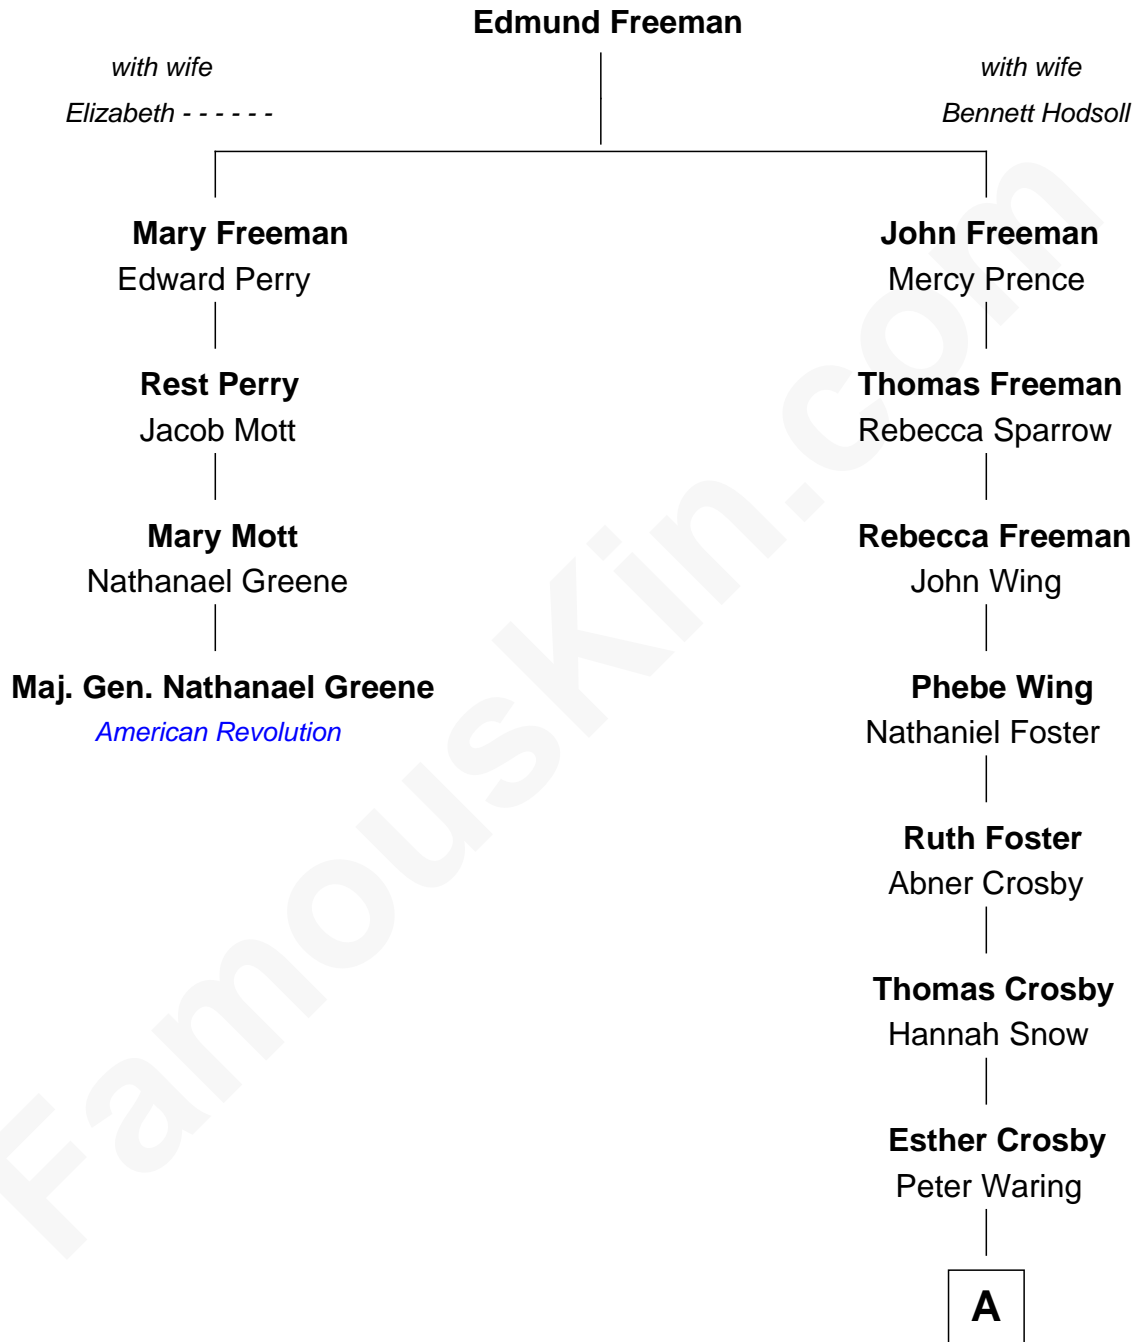 Edmund Freeman
with wife
Elizabeth - - - - - -
with wife
Bennett Hodsoll
Mary Freeman
Edward Perry
Rest Perry
Jacob Mott
Mary Mott
Nathanael Greene
Maj. Gen. Nathanael Greene
American Revolution
John Freeman
Mercy Prence
Thomas Freeman
Rebecca Sparrow
Rebecca Freeman
John Wing
Phebe Wing
Nathaniel Foster
Ruth Foster
Abner Crosby
Thomas Crosby
Hannah Snow
Esther Crosby
Peter Waring
A
FamousKin.com